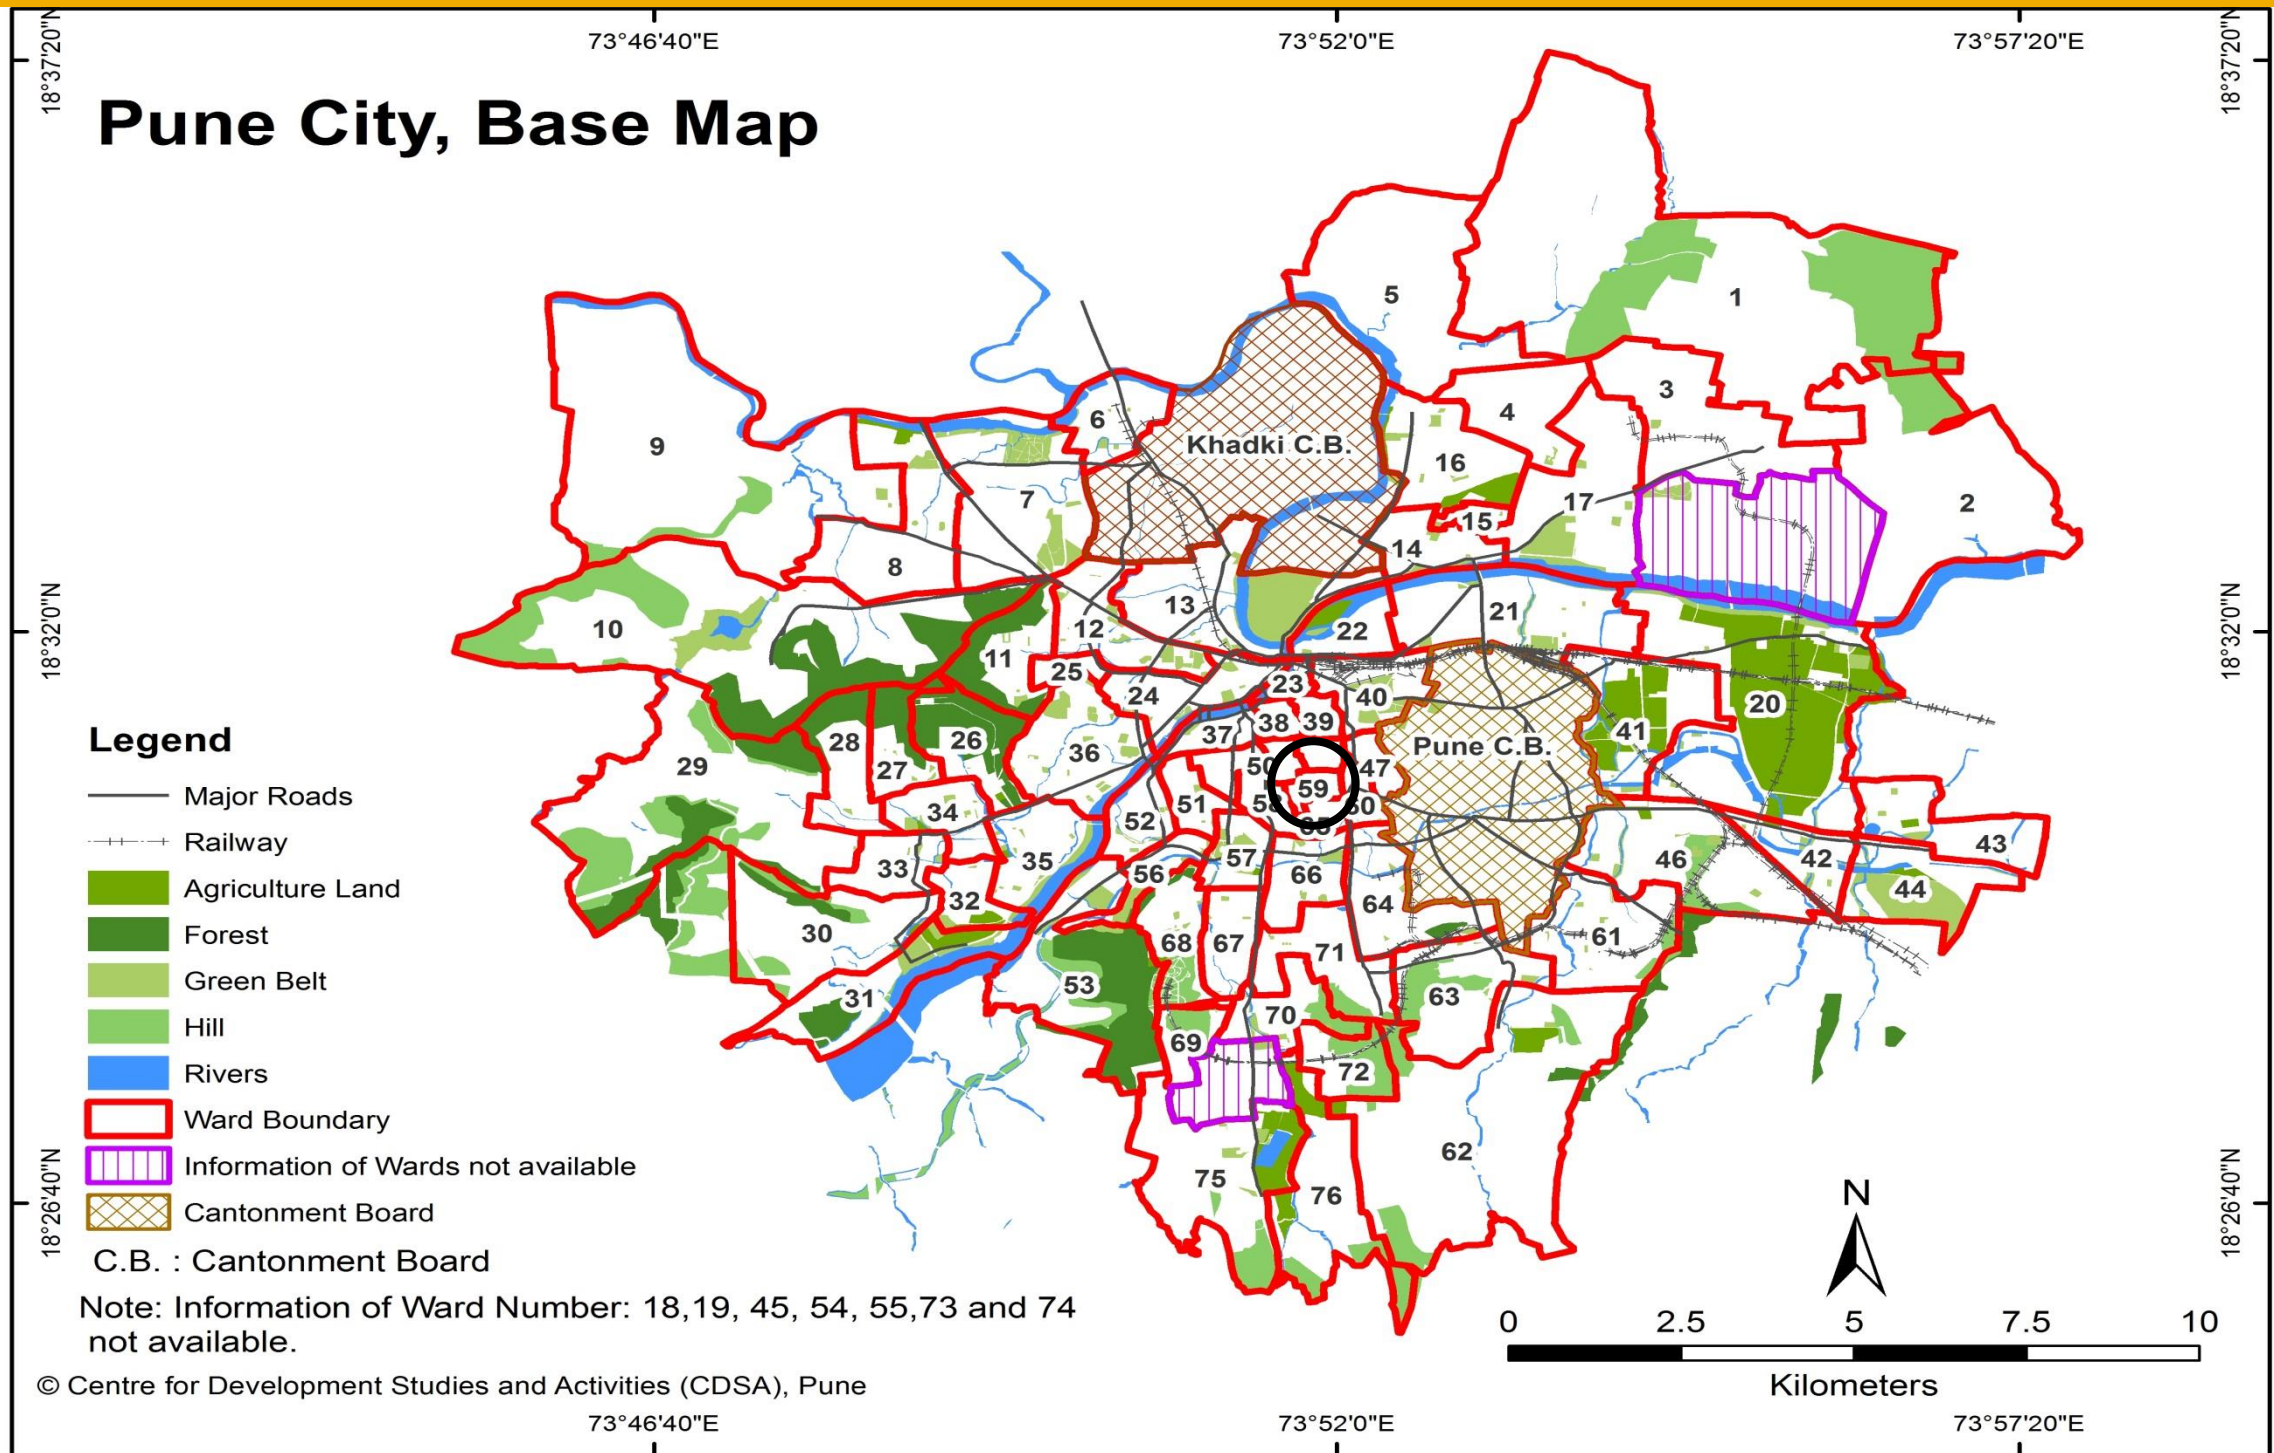 73°46'40"E
73°52'0"E
73°57'20"E
18°37'20"N
18°37'20"N
Pune City, Base Map
5
1
3
4
6
9
Khadki C.B.
16
7
17
2
15
14
8
13
21
10
12
22
11
25
23
24
40
20
38
39
37
41
28
26
36
Pune C.B.
29
27
50
47
59
51
58
60
34
52
65
43
57
35
46
42
33
56
66
44
32
64
30
68
67
61
71
53
31
63
70
69
72
62
75
76
18°32'0"N
18°32'0"N
Legend
Major Roads
Railway
Agriculture Land
Forest
Green Belt
Hill
Rivers
Ward Boundary
Information of Wards not available
Cantonment Board
C.B. : Cantonment Board
Note: Information of Ward Number: 18,19, 45, 54, 55,73 and 74
not available.
© Centre for Development Studies and Activities (CDSA), Pune
18°26'40"N
18°26'40"N
N
0 2.5 5 7.5 10
Kilometers
73°46'40"E
73°52'0"E
73°57'20"E